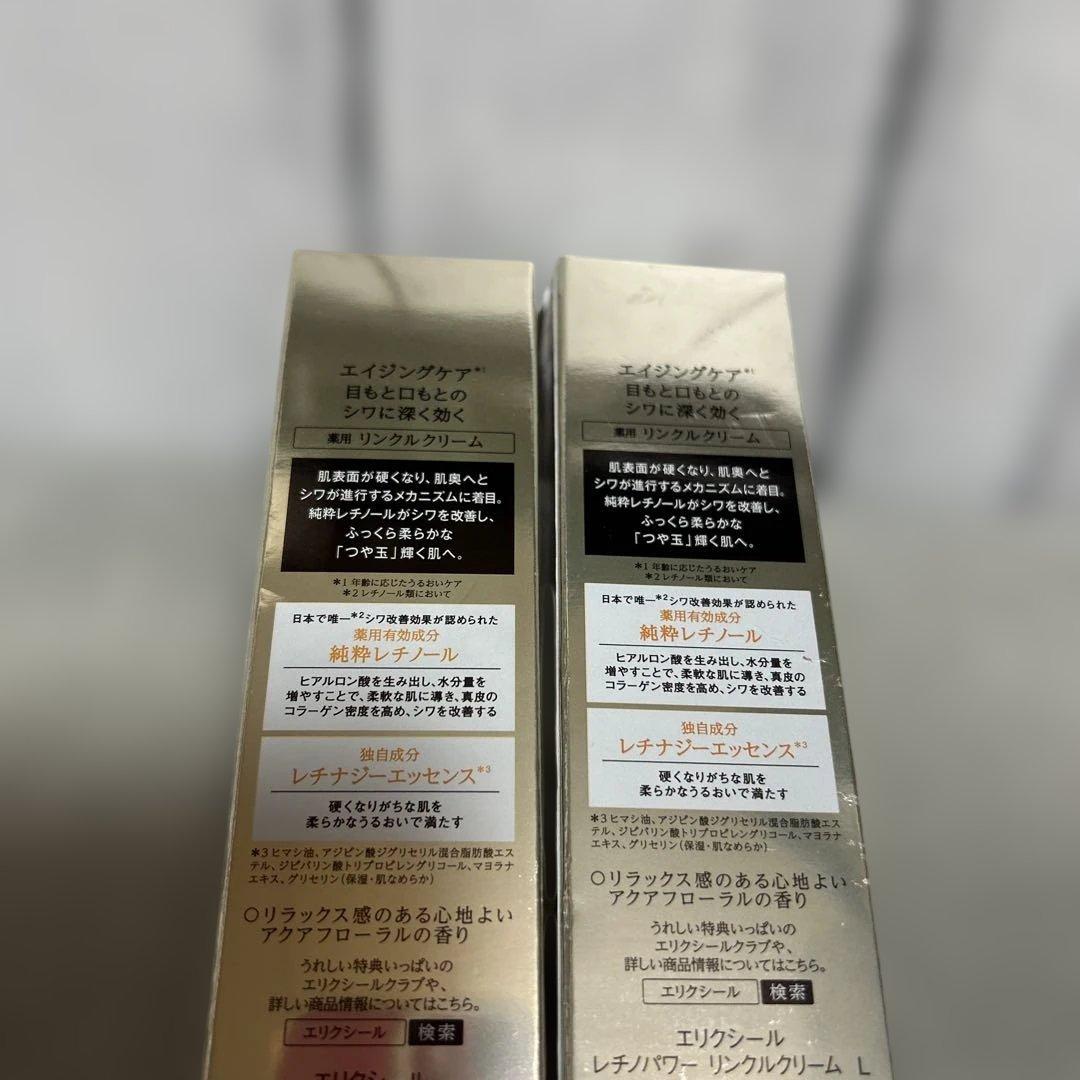 エイジングケア*1
目もと口もとの
シワに深く効く
薬用 リンクルクリーム
肌表面が硬くなり、肌奥へと
シワが進行するメカニズムに着目。
純粋レチノールがシワを改善し、
ふっくら柔らかな
「つや玉」輝く肌へ。
*1 年齢に応じたうるおいケア
*2 レチノール類において
日本で唯一*2シワ改善効果が認められた
薬用有効成分
純粋レチノール
ヒアルロン酸を生み出し、水分量を
増やすことで、柔軟な肌に導き、真皮の
コラーゲン密度を高め、シワを改善する
独自成分
レチナジーエッセンス*3
硬くなりがちな肌を
柔らかなうるおいで満たす
*3 ヒマシ油、アジピン酸ジグリセリル混合脂肪酸エス
テル、ジピバリン酸トリプロピレングリコール、マヨラナ
エキス、グリセリン(保湿・肌なめらか)
○リラックス感のある心地よい
アクアフローラルの香り
うれしい特典いっぱいの
エリクシールクラブや、
詳しい商品情報についてはこちら。
エリクシール 検索
エリクシール
エイジングケア*1
目もと口もとの
シワに深く効く
薬用 リンクルクリーム
肌表面が硬くなり、肌奥へと
シワが進行するメカニズムに着目。
純粋レチノールがシワを改善し、
ふっくら柔らかな
「つや玉」輝く肌へ。
*1 年齢に応じたうるおいケア
*2 レチノール類において
日本で唯一*2シワ改善効果が認められた
薬用有効成分
純粋レチノール
ヒアルロン酸を生み出し、水分量を
増やすことで、柔軟な肌に導き、真皮の
コラーゲン密度を高め、シワを改善する
独自成分
レチナジーエッセンス*3
硬くなりがちな肌を
柔らかなうるおいで満たす
*3 ヒマシ油、アジピン酸ジグリセリル混合脂肪酸エス
テル、ジピバリン酸トリプロピレングリコール、マヨラナ
エキス、グリセリン(保湿・肌なめらか)
○リラックス感のある心地よい
アクアフローラルの香り
うれしい特典いっぱいの
エリクシールクラブや、
詳しい商品情報についてはこちら。
エリクシール 検索
エリクシール
レチノパワー リンクルクリーム L